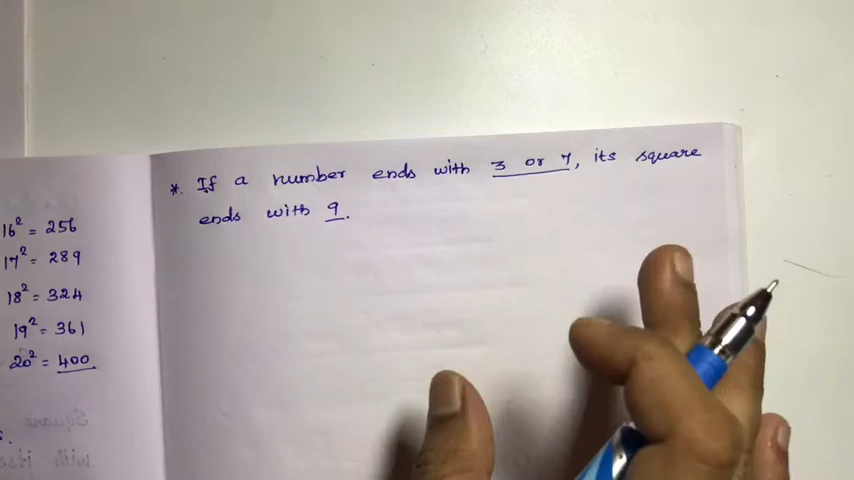 16² = 256
17² = 289
18² = 324
19² = 361
20² = 400
*. If a number ends with 3 or 7, its square
ends with 9.